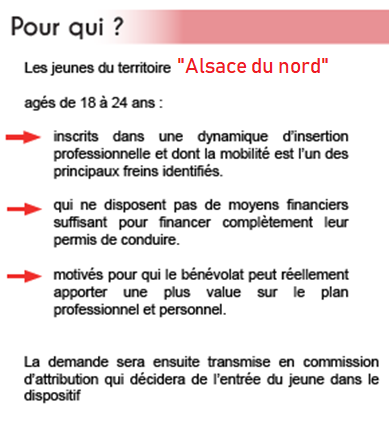 Pour qui ?
Les jeunes du territoire "Alsace du nord"
agés de 18 à 24 ans :
inscrits dans une dynamique d'insertion
professionnelle et dont la mobilité est l'un des
principaux freins identifiés.
qui ne disposent pas de moyens financiers
suffisant pour financer complètement leur
permis de conduire.
motivés pour qui le bénévolat peut réellement
apporter une plus value sur le plan
professionnel et personnel.
La demande sera ensuite transmise en commission
d'attribution qui décidera de l'entrée du jeune dans le
dispositif